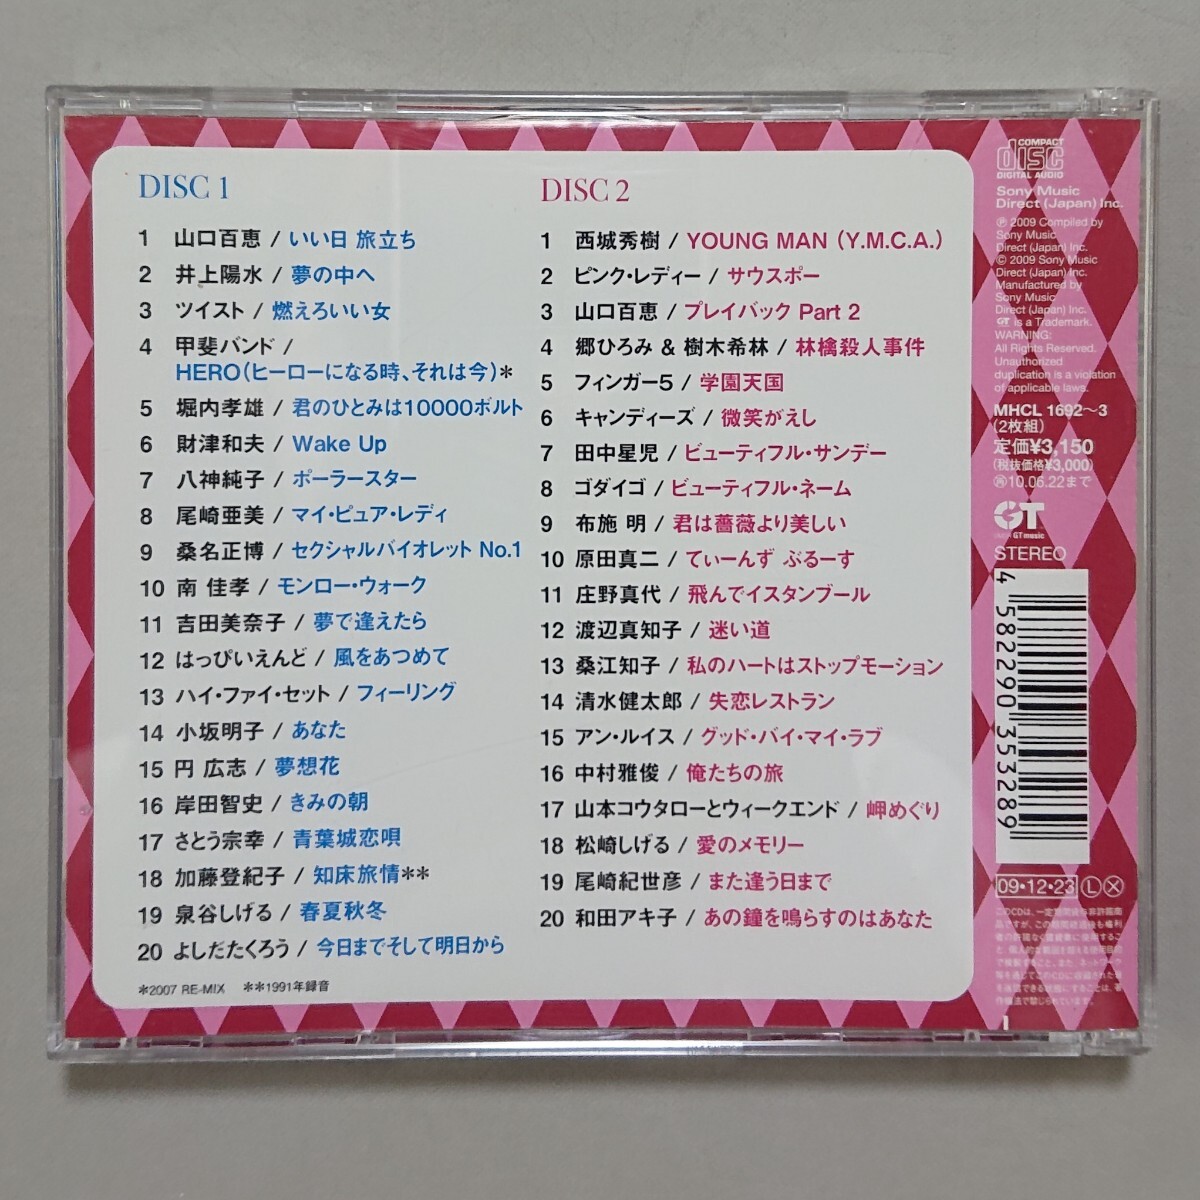 DISC 1
1 山口百恵 / いい日 旅立ち
2 井上陽水 / 夢の中へ
3 ツイスト / 燃えろいい女
4 甲斐バンド /
HERO(ヒーローになる時、それは今)*
5 堀内孝雄 / 君のひとみは10000ボルト
6 財津和夫 / Wake Up
7 八神純子 / ポーラースター
8 尾崎亜美 / マイ・ピュア・レディ
9 桑名正博 / セクシャルバイオレット No.1
10 南 佳孝 / モンロー・ウォーク
11 吉田美奈子 / 夢で逢えたら
12 はっぴいえんど / 風をあつめて
13 ハイ・ファイ・セット / フィーリング
14 小坂明子 / あなた
15 円 広志 / 夢想花
16 岸田智史 / きみの朝
17 さとう宗幸 / 青葉城恋唄
18 加藤登紀子 / 知床旅情**
19 泉谷しげる / 春夏秋冬
20 よしだたくろう / 今日までそして明日から
*2007 RE-MIX **1991年録音
DISC 2
1 西城秀樹 / YOUNG MAN (Y.M.C.A.)
2 ピンク・レディー / サウスポー
3 山口百恵 / プレイバック Part 2
4 郷ひろみ & 樹木希林 / 林檎殺人事件
5 フィンガー5 / 学園天国
6 キャンディーズ / 微笑がえし
7 田中星児 / ビューティフル・サンデー
8 ゴダイゴ / ビューティフル・ネーム
9 布施 明 / 君は薔薇より美しい
10 原田真二 / てぃーんず ぶるーす
11 庄野真代 / 飛んでイスタンブール
12 渡辺真知子 / 迷い道
13 桑江知子 / 私のハートはストップモーション
14 清水健太郎 / 失恋レストラン
15 アン・ルイス / グッド・バイ・マイ・ラブ
16 中村雅俊 / 俺たちの旅
17 山本コウタローとウィークエンド / 岬めぐり
18 松崎しげる / 愛のメモリー
19 尾崎紀世彦 / また逢う日まで
20 和田アキ子 / あの鐘を鳴らすのはあなた
COMPACT
DISC
DIGITAL AUDIO
Sony Music
Direct (Japan) Inc.
℗ 2009 Compiled by
Sony Music
Direct (Japan) Inc.
© 2009 Sony Music
Direct (Japan) Inc.
Manufactured by
Sony Music
Direct (Japan) Inc.
GT is a Trademark.
WARNING:
All Rights Reserved.
Unauthorized
duplication is a violation
of applicable laws.
MHCL 1692~3
(2枚組)
定価¥3,150
(税抜価格¥3,000)
㋐10.06.22まで
GT
GT music
STEREO
4 582290 353289
09・12・23 Ⓛ Ⓧ